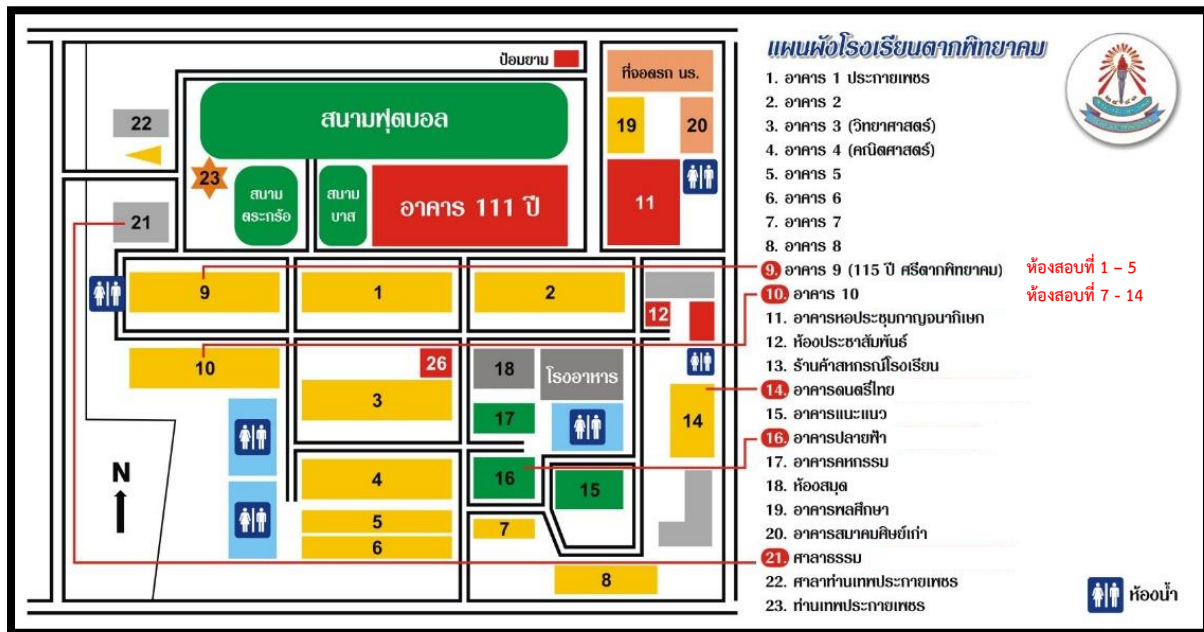 แผนผังโรงเรียนตากพิทยาคม
ป้อมยาม
ที่จอดรถ นร.
สนามฟุตบอล
22
19
20
23
สนาม
ตะกร้อ
สนาม
บาส
อาคาร 111 ปี
11
21
9
1
2
12
10
26
18
โรงอาหาร
3
17
14
N
4
16
15
5
7
6
8
1. อาคาร 1 ประกายเพชร
2. อาคาร 2
3. อาคาร 3 (วิทยาศาสตร์)
4. อาคาร 4 (คณิตศาสตร์)
5. อาคาร 5
6. อาคาร 6
7. อาคาร 7
8. อาคาร 8
9. อาคาร 9 (115 ปี ศรีตากพิทยาคม) ห้องสอบที่ 1 – 5
10. อาคาร 10 ห้องสอบที่ 7 - 14
11. อาคารหอประชุมกาญจนาภิเษก
12. ห้องประชาสัมพันธ์
13. ร้านค้าสหกรณ์โรงเรียน
14. อาคารดนตรีไทย
15. อาคารแนะแนว
16. อาคารปลายฟ้า
17. อาคารคหกรรม
18. ห้องสมุด
19. อาคารพลศึกษา
20. อาคารสมาคมศิษย์เก่า
21. ศาลาธรรม
22. ศาลาท่านเทพประกายเพชร
23. ท่านเทพประกายเพชร
ห้องน้ำ